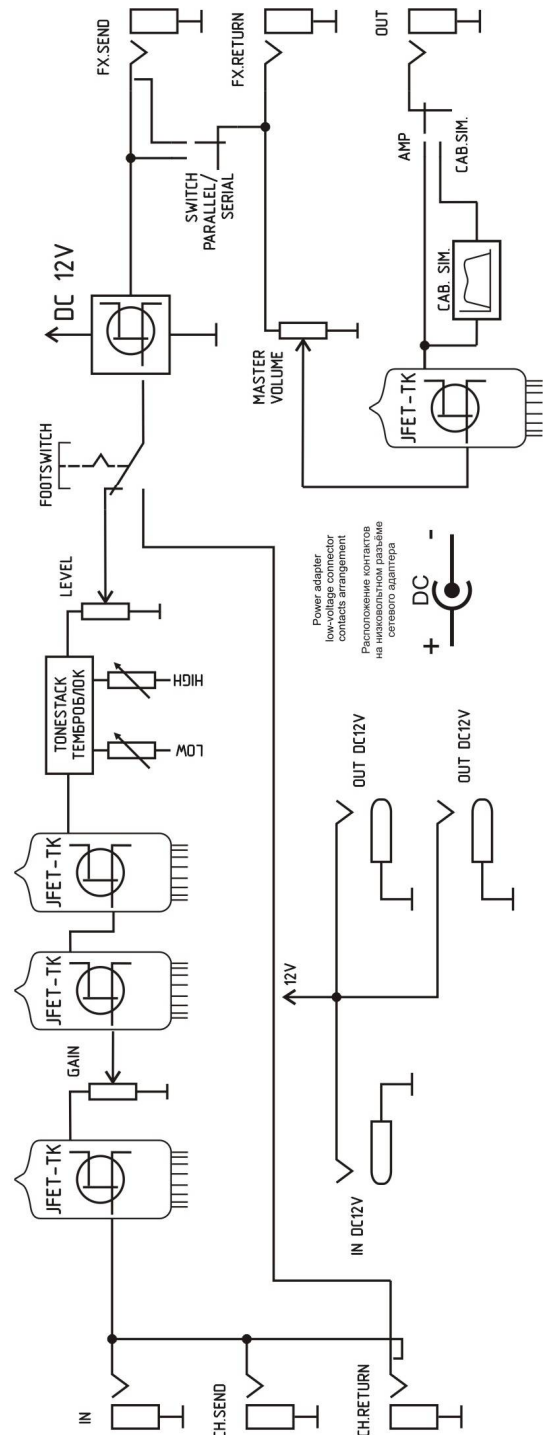 IN
CH.SEND
CH.RETURN
JFET-TK
GAIN
JFET-TK
JFET-TK
TONESTACK
ТЕМБРОБЛОК
LOW
HIGH
LEVEL
FOOTSWITCH
DC 12V
FX.SEND
SWITCH
PARALLEL/
SERIAL
FX.RETURN
MASTER
VOLUME
JFET-TK
CAB. SIM.
AMP
CAB.SIM.
OUT
IN DC12V
12V
OUT DC12V
OUT DC12V
Power adapter
low-voltage connector
contacts arrangement
Расположение контактов
на низковольтном разъёме
сетевого адаптера
+ DC -